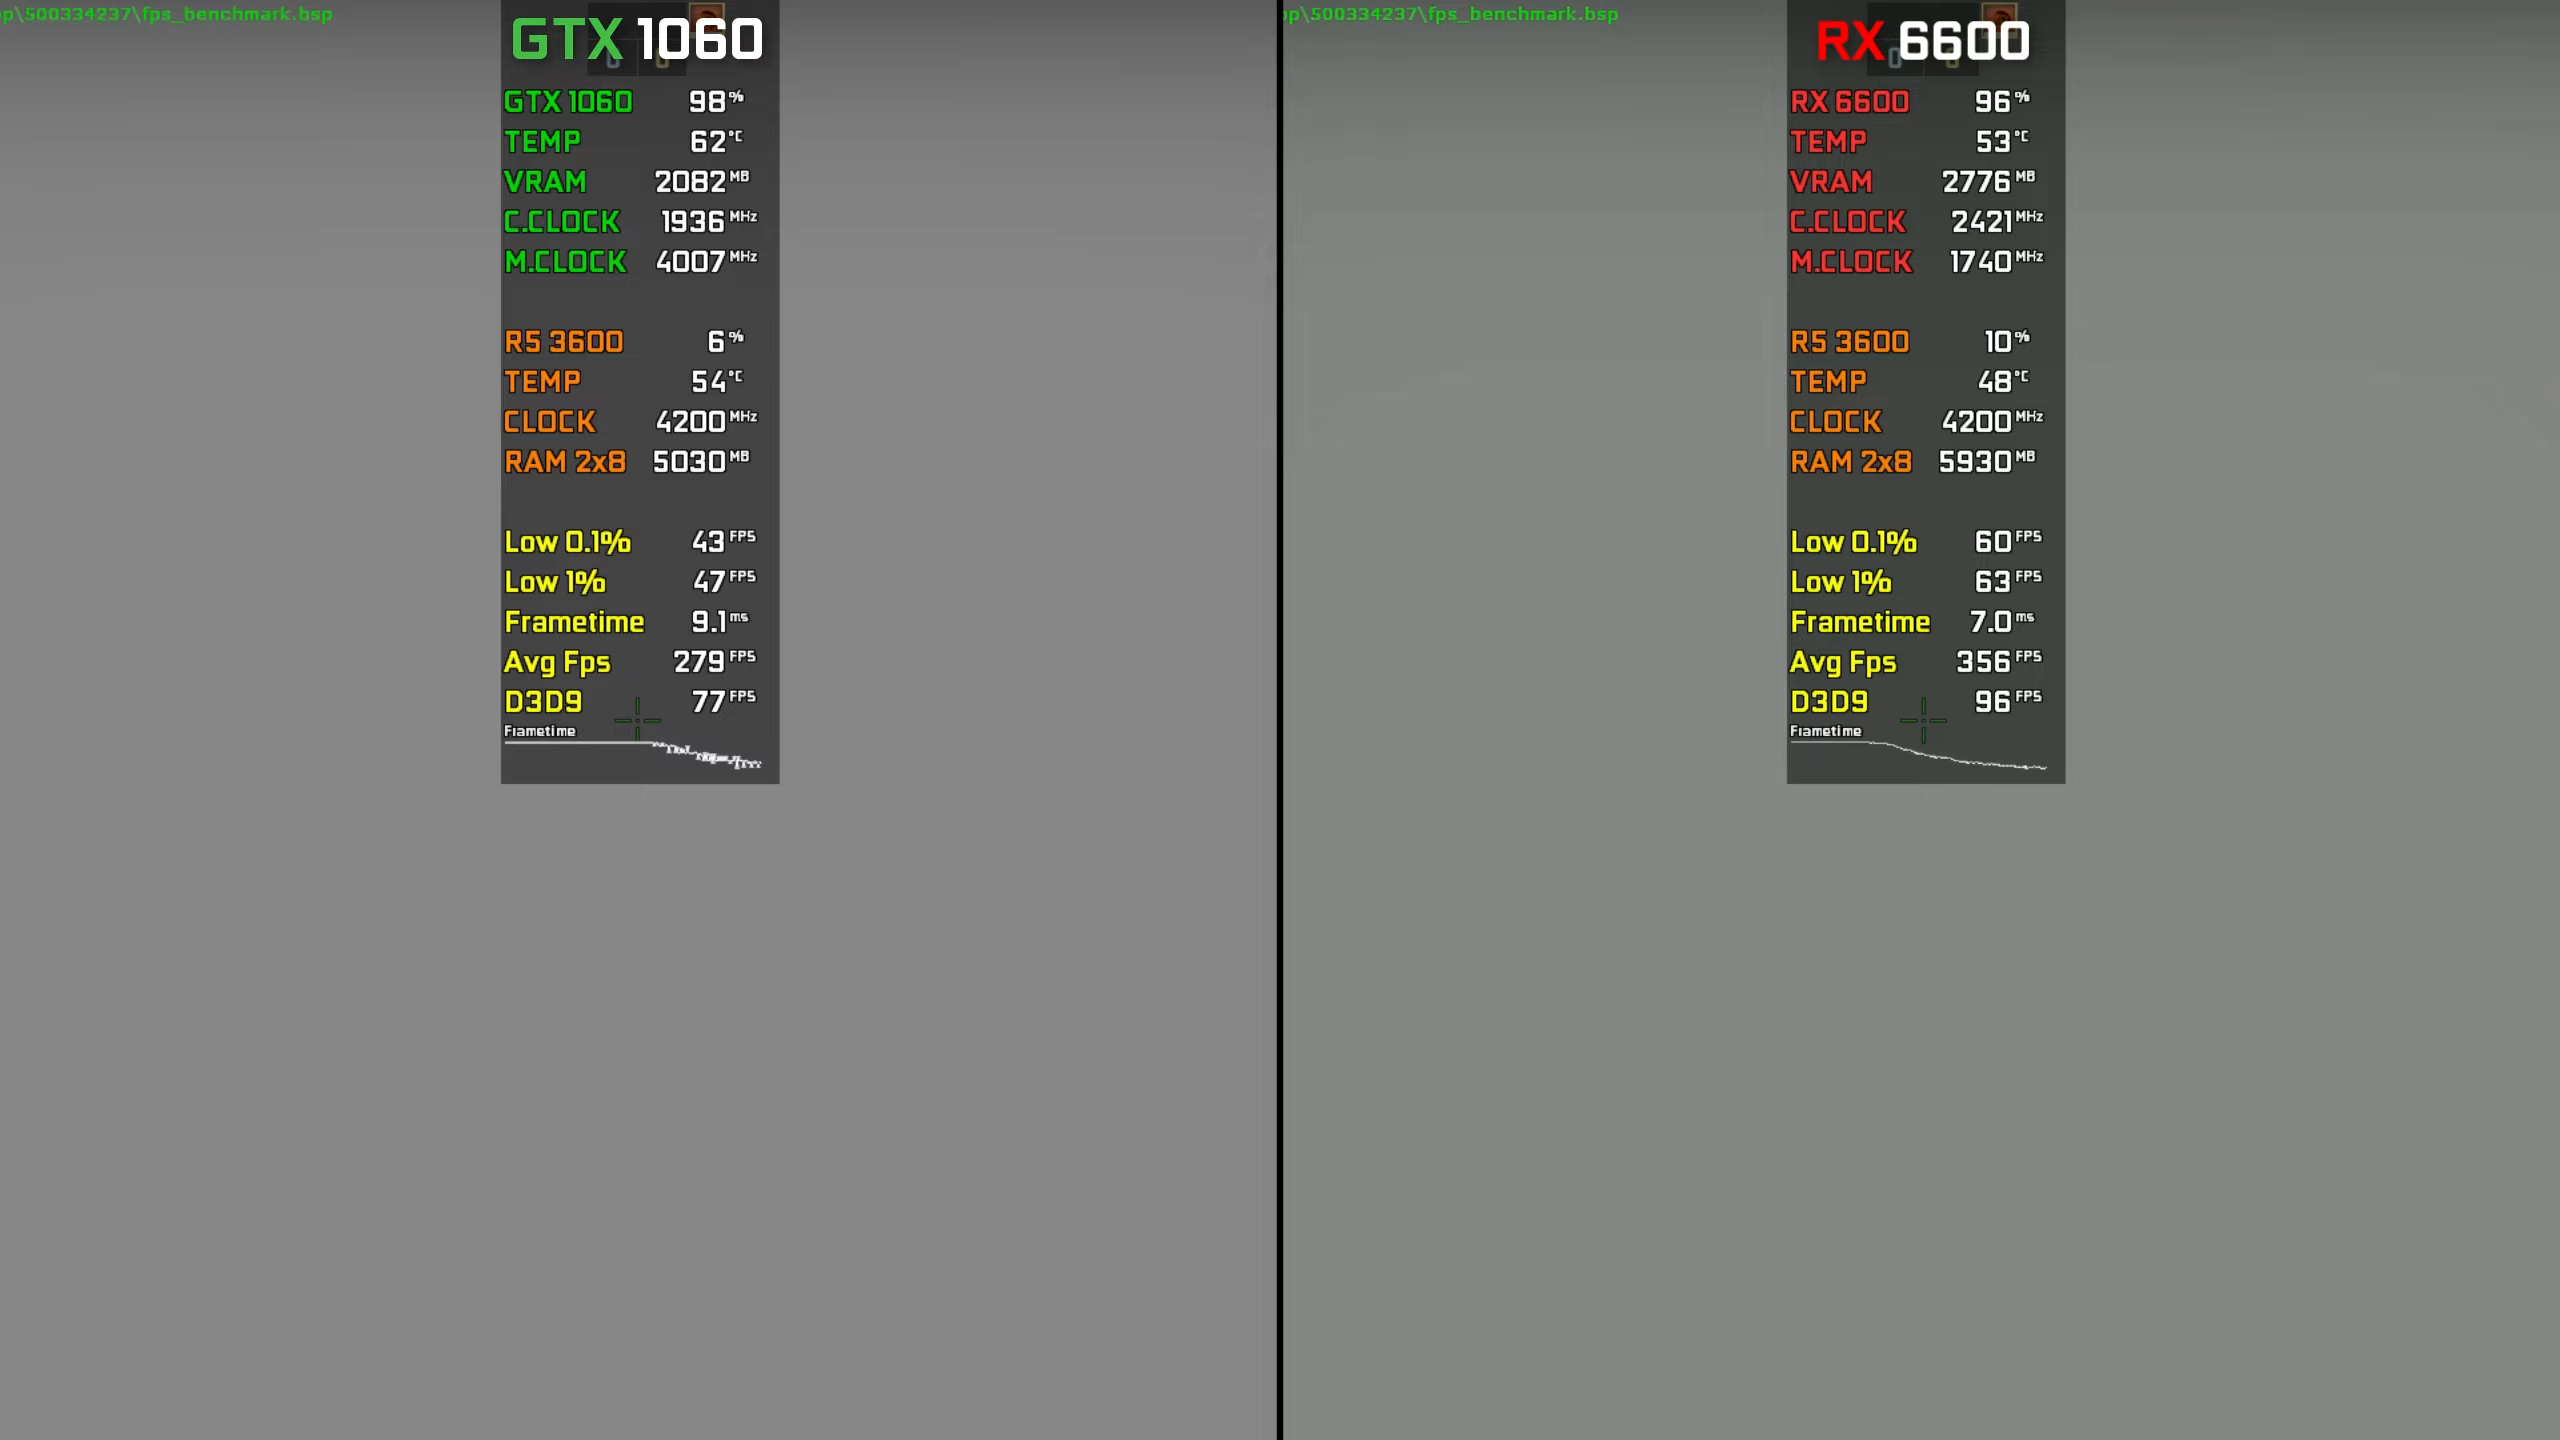 p\500334237\fps_benchmark.bsp
GTX 1060
GTX 1060 98 %
TEMP 62 °C
VRAM 2082 MB
C.CLOCK 1936 MHz
M.CLOCK 4007 MHz
R5 3600 6 %
TEMP 54 °C
CLOCK 4200 MHz
RAM 2x8 5030 MB
Low 0.1% 43 FPS
Low 1% 47 FPS
Frametime 9.1 ms
Avg Fps 279 FPS
D3D9 77 FPS
Frametime
op\500334237\fps_benchmark.bsp
RX 6600
RX 6600 96 %
TEMP 53 °C
VRAM 2776 MB
C.CLOCK 2421 MHz
M.CLOCK 1740 MHz
R5 3600 10 %
TEMP 48 °C
CLOCK 4200 MHz
RAM 2x8 5930 MB
Low 0.1% 60 FPS
Low 1% 63 FPS
Frametime 7.0 ms
Avg Fps 356 FPS
D3D9 96 FPS
Frametime